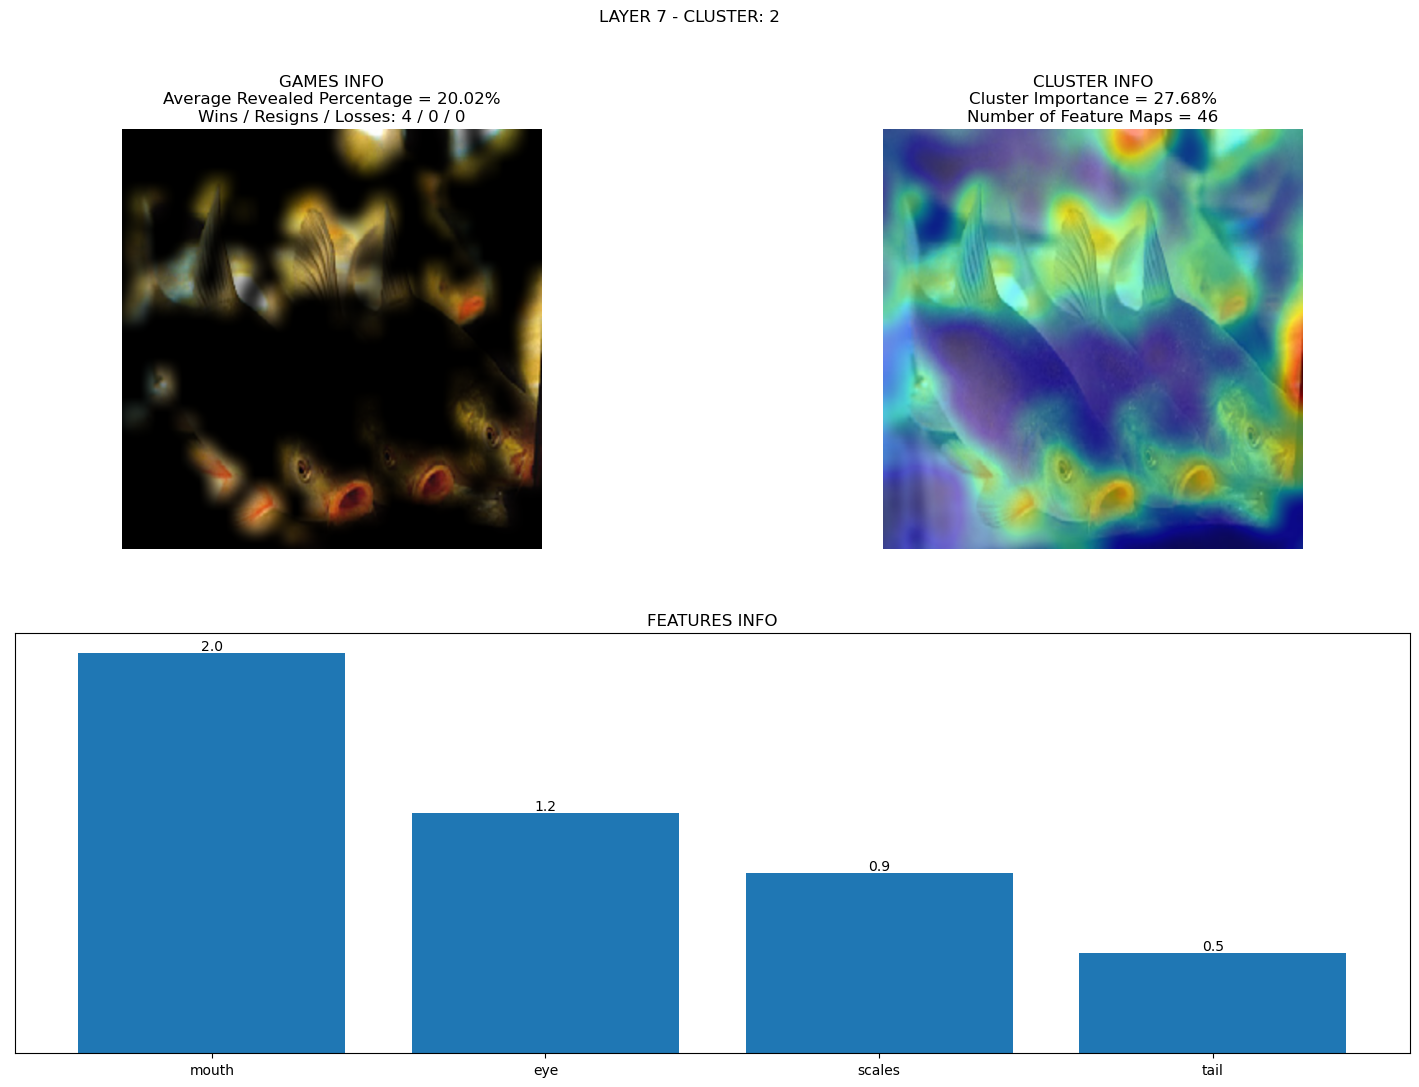 LAYER 7 - CLUSTER: 2
GAMES INFO
Average Revealed Percentage = 20.02%
Wins / Resigns / Losses: 4 / 0 / 0
CLUSTER INFO
Cluster Importance = 27.68%
Number of Feature Maps = 46
FEATURES INFO
2.0
1.2
0.9
0.5
mouth
eye
scales
tail